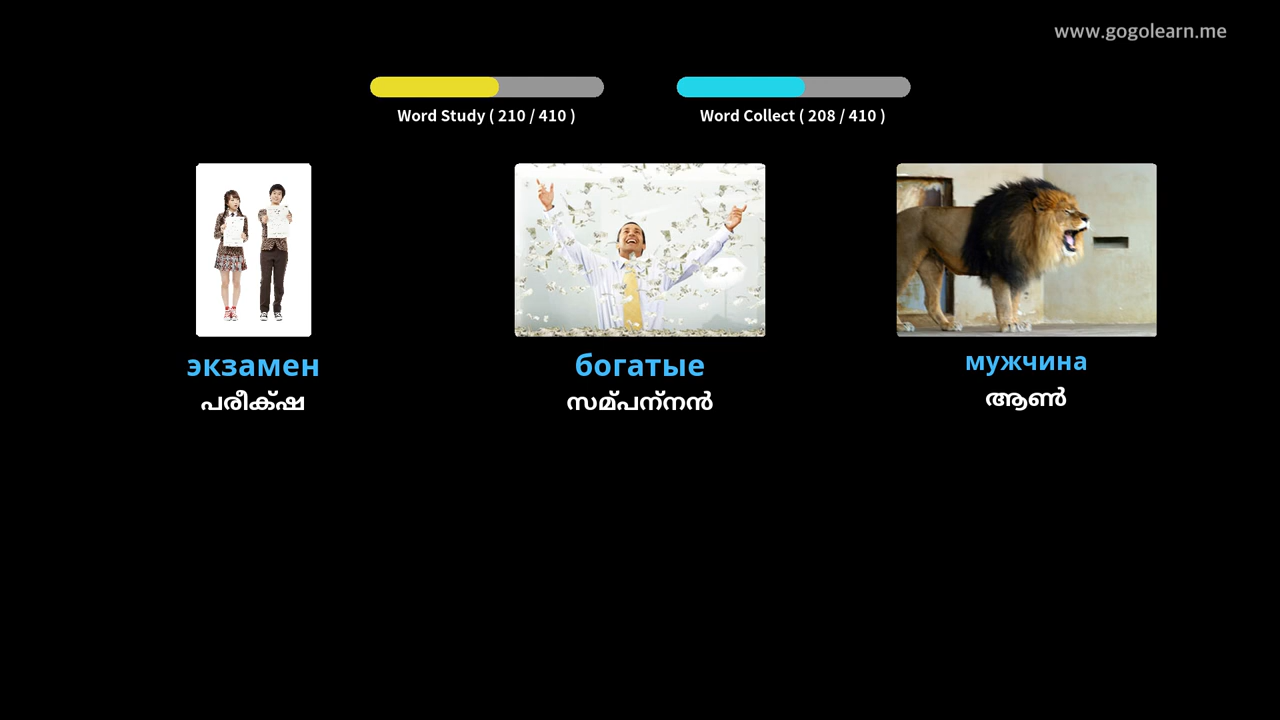 www.gogolearn.me
Word Study ( 210 / 410 )
Word Collect ( 208 / 410 )
экзамен
പരീക്ഷ
богатые
സമ്പന്നൻ
мужчина
ആൺ